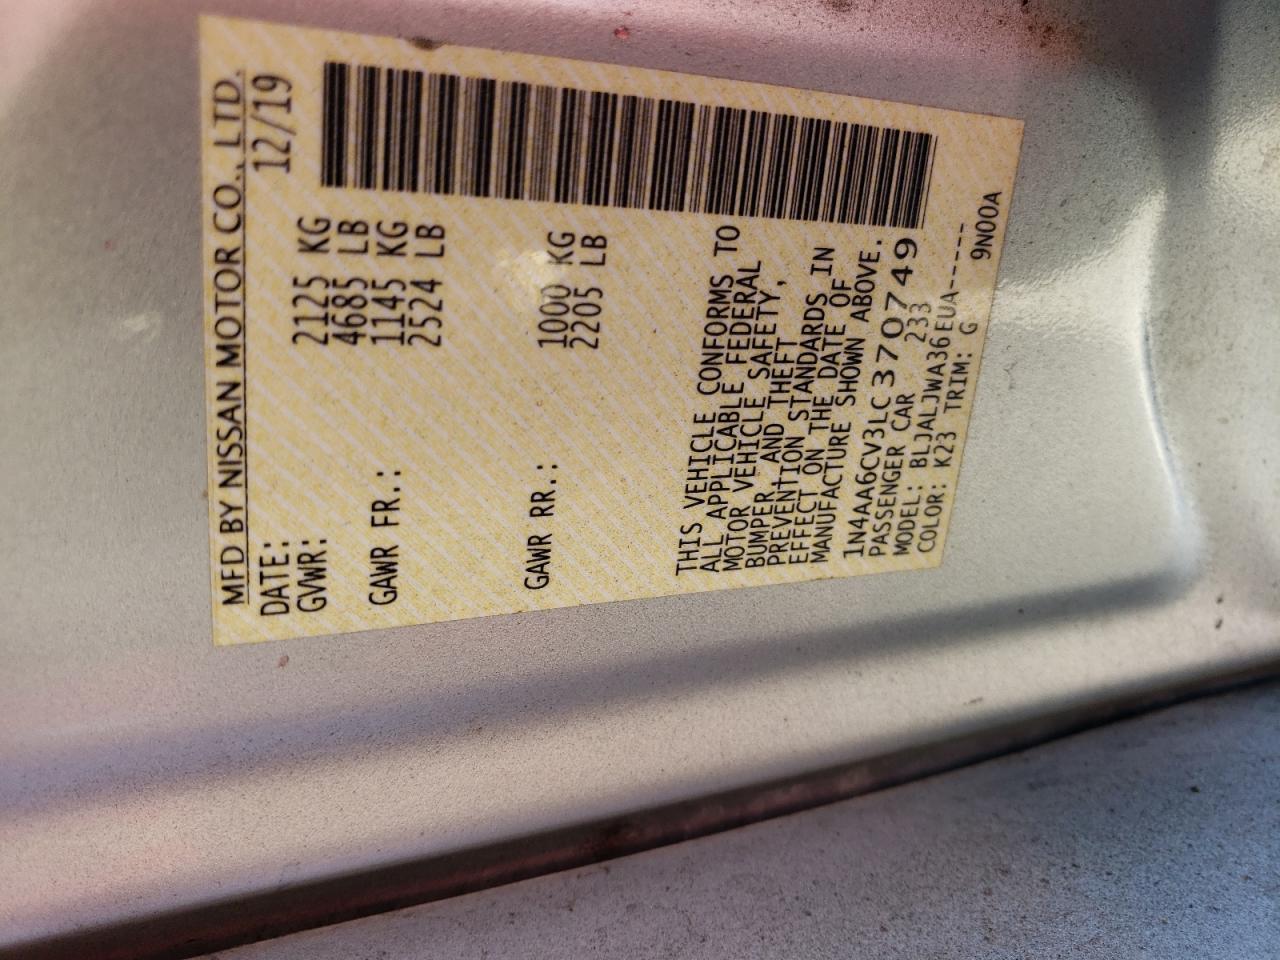 MFD BY NISSAN MOTOR CO., LTD.
DATE: 12/19
GVWR: 2125 KG
4685 LB
GAWR FR.: 1145 KG
2524 LB
GAWR RR.: 1000 KG
2205 LB
THIS VEHICLE CONFORMS TO
ALL APPLICABLE FEDERAL
MOTOR VEHICLE SAFETY,
BUMPER AND THEFT
PREVENTION STANDARDS IN
EFFECT ON THE DATE OF
MANUFACTURE SHOWN ABOVE.
1N4AA6CV3LC370749
PASSENGER CAR 233
MODEL: BLJALJWA36EUA-----
COLOR: K23 TRIM: G
9N00A